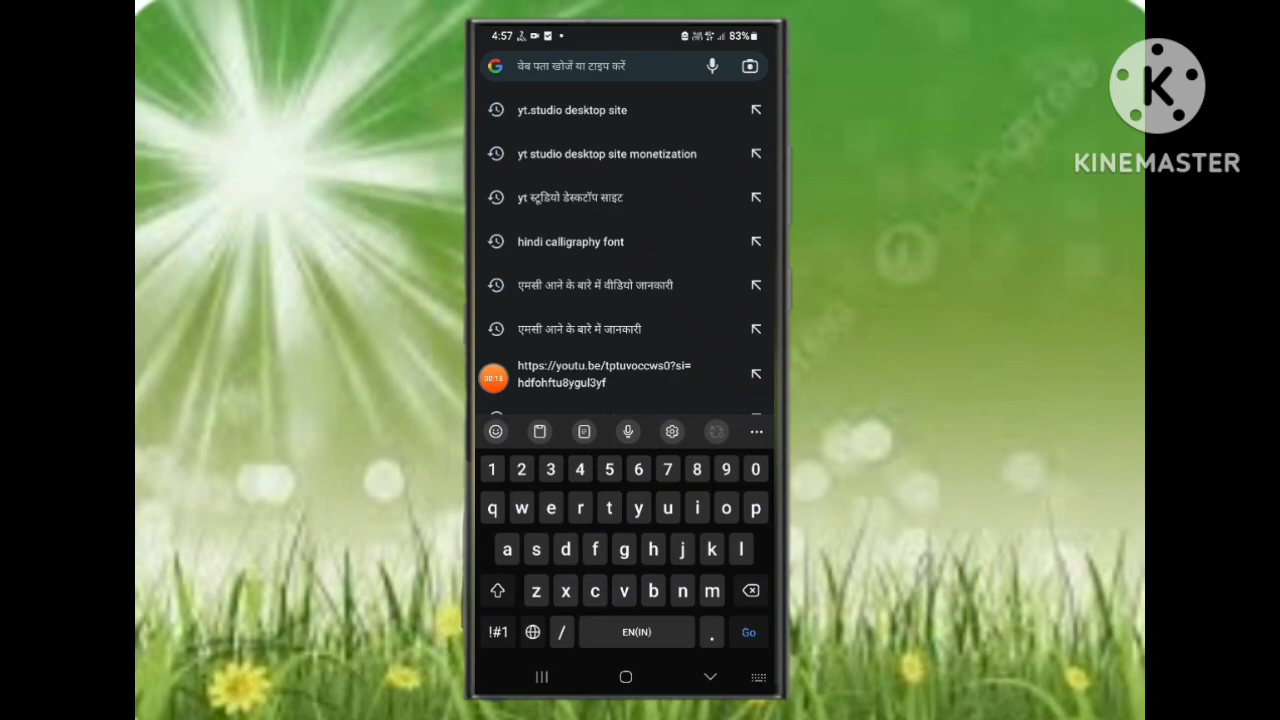 4:57 83%
वेब पता खोजें या टाइप करें
yt.studio desktop site
yt studio desktop site monetization
yt स्टूडियो डेस्कटॉप साइट
hindi calligraphy font
एमसी आने के बारे में वीडियो जानकारी
एमसी आने के बारे में जानकारी
https://youtu.be/tptuvoccws0?si=
hdfohftu8ygul3yf
00:15
1 2 3 4 5 6 7 8 9 0
q w e r t y u i o p
a s d f g h j k l
z x c v b n m
!#1 / EN(IN) . Go
K
KINEMASTER